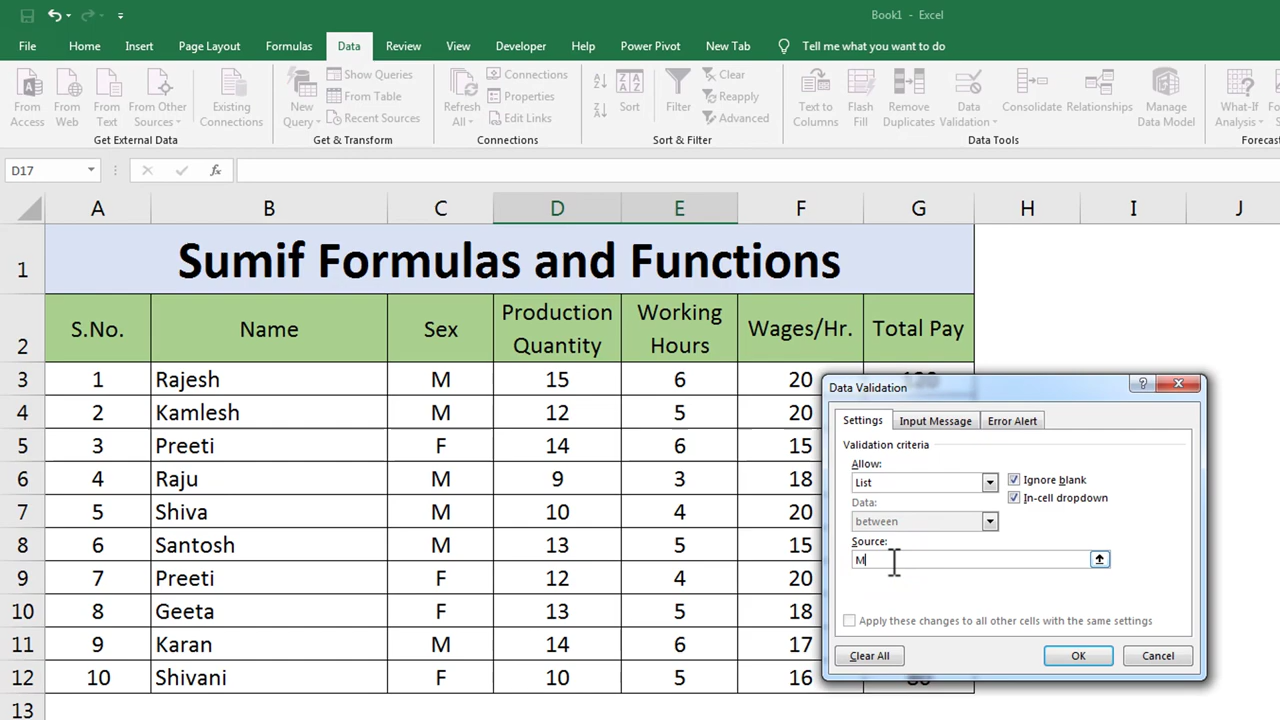 Book1 - Excel
File Home Insert Page Layout Formulas Data Review View Developer Help Power Pivot New Tab Tell me what you want to do
From Access
From Web
From Text
From Other Sources
Existing Connections
Get External Data
New Query
Show Queries
From Table
Recent Sources
Get & Transform
Refresh All
Connections
Properties
Edit Links
Connections
Sort
Filter
Clear
Reapply
Advanced
Sort & Filter
Text to Columns
Flash Fill
Remove Duplicates
Data Validation
Consolidate
Relationships
Manage Data Model
Data Tools
What-If Analysis
D17 fx
A B C D E F G H I J
1 Sumif Formulas and Functions
2 S.No. Name Sex Production Quantity Working Hours Wages/Hr. Total Pay
3 1 Rajesh M 15 6 20 120
4 2 Kamlesh M 12 5 20
5 3 Preeti F 14 6 15
6 4 Raju M 9 3 18
7 5 Shiva M 10 4 20
8 6 Santosh M 13 5 15
9 7 Preeti F 12 4 20
10 8 Geeta F 13 5 18
11 9 Karan M 14 6 17
12 10 Shivani F 10 5 16 80
13
Data Validation
Settings Input Message Error Alert
Validation criteria
Allow:
List
Ignore blank
In-cell dropdown
Data:
between
Source:
M
Apply these changes to all other cells with the same settings
Clear All OK Cancel